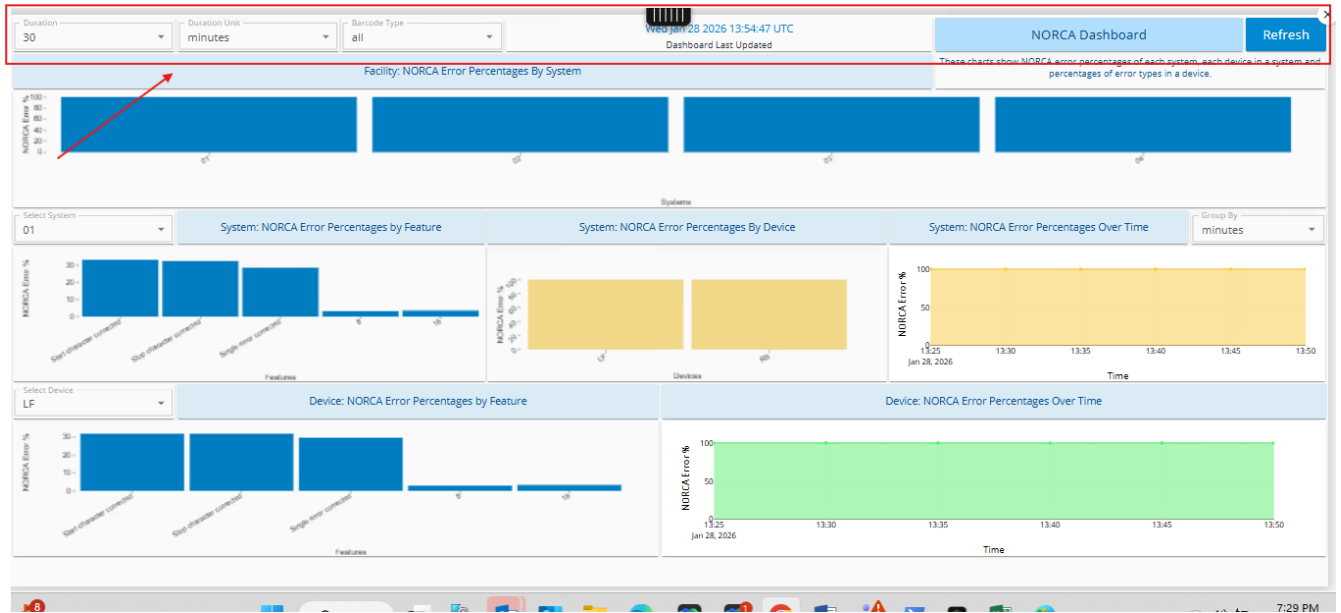 Duration
30
Duration Unit
minutes
Barcode Type
all
Wed Jan 28 2026 13:54:47 UTC
Dashboard Last Updated
NORCA Dashboard
Refresh
Facility: NORCA Error Percentages By System
These charts show NORCA error percentages of each system, each device in a system and
percentages of error types in a device.
NORCA Error %
100
80
60
40
20
0
01
02
03
04
Systems
Select System
01
System: NORCA Error Percentages by Feature
System: NORCA Error Percentages By Device
System: NORCA Error Percentages Over Time
Group By
minutes
NORCA Error %
30
20
10
0
Start character corrected
Stop character corrected
Single error corrected
Features
NORCA Error %
100
80
60
40
20
0
LF
RB
Devices
NORCA Error %
100
50
0
13:25
13:30
13:35
13:40
13:45
13:50
Jan 28, 2026
Time
Select Device
LF
Device: NORCA Error Percentages by Feature
Device: NORCA Error Percentages Over Time
NORCA Error %
30
20
10
0
Start character corrected
Stop character corrected
Single error corrected
Features
NORCA Error %
100
50
0
13:25
13:30
13:35
13:40
13:45
13:50
Jan 28, 2026
Time
8
1
7:29 PM